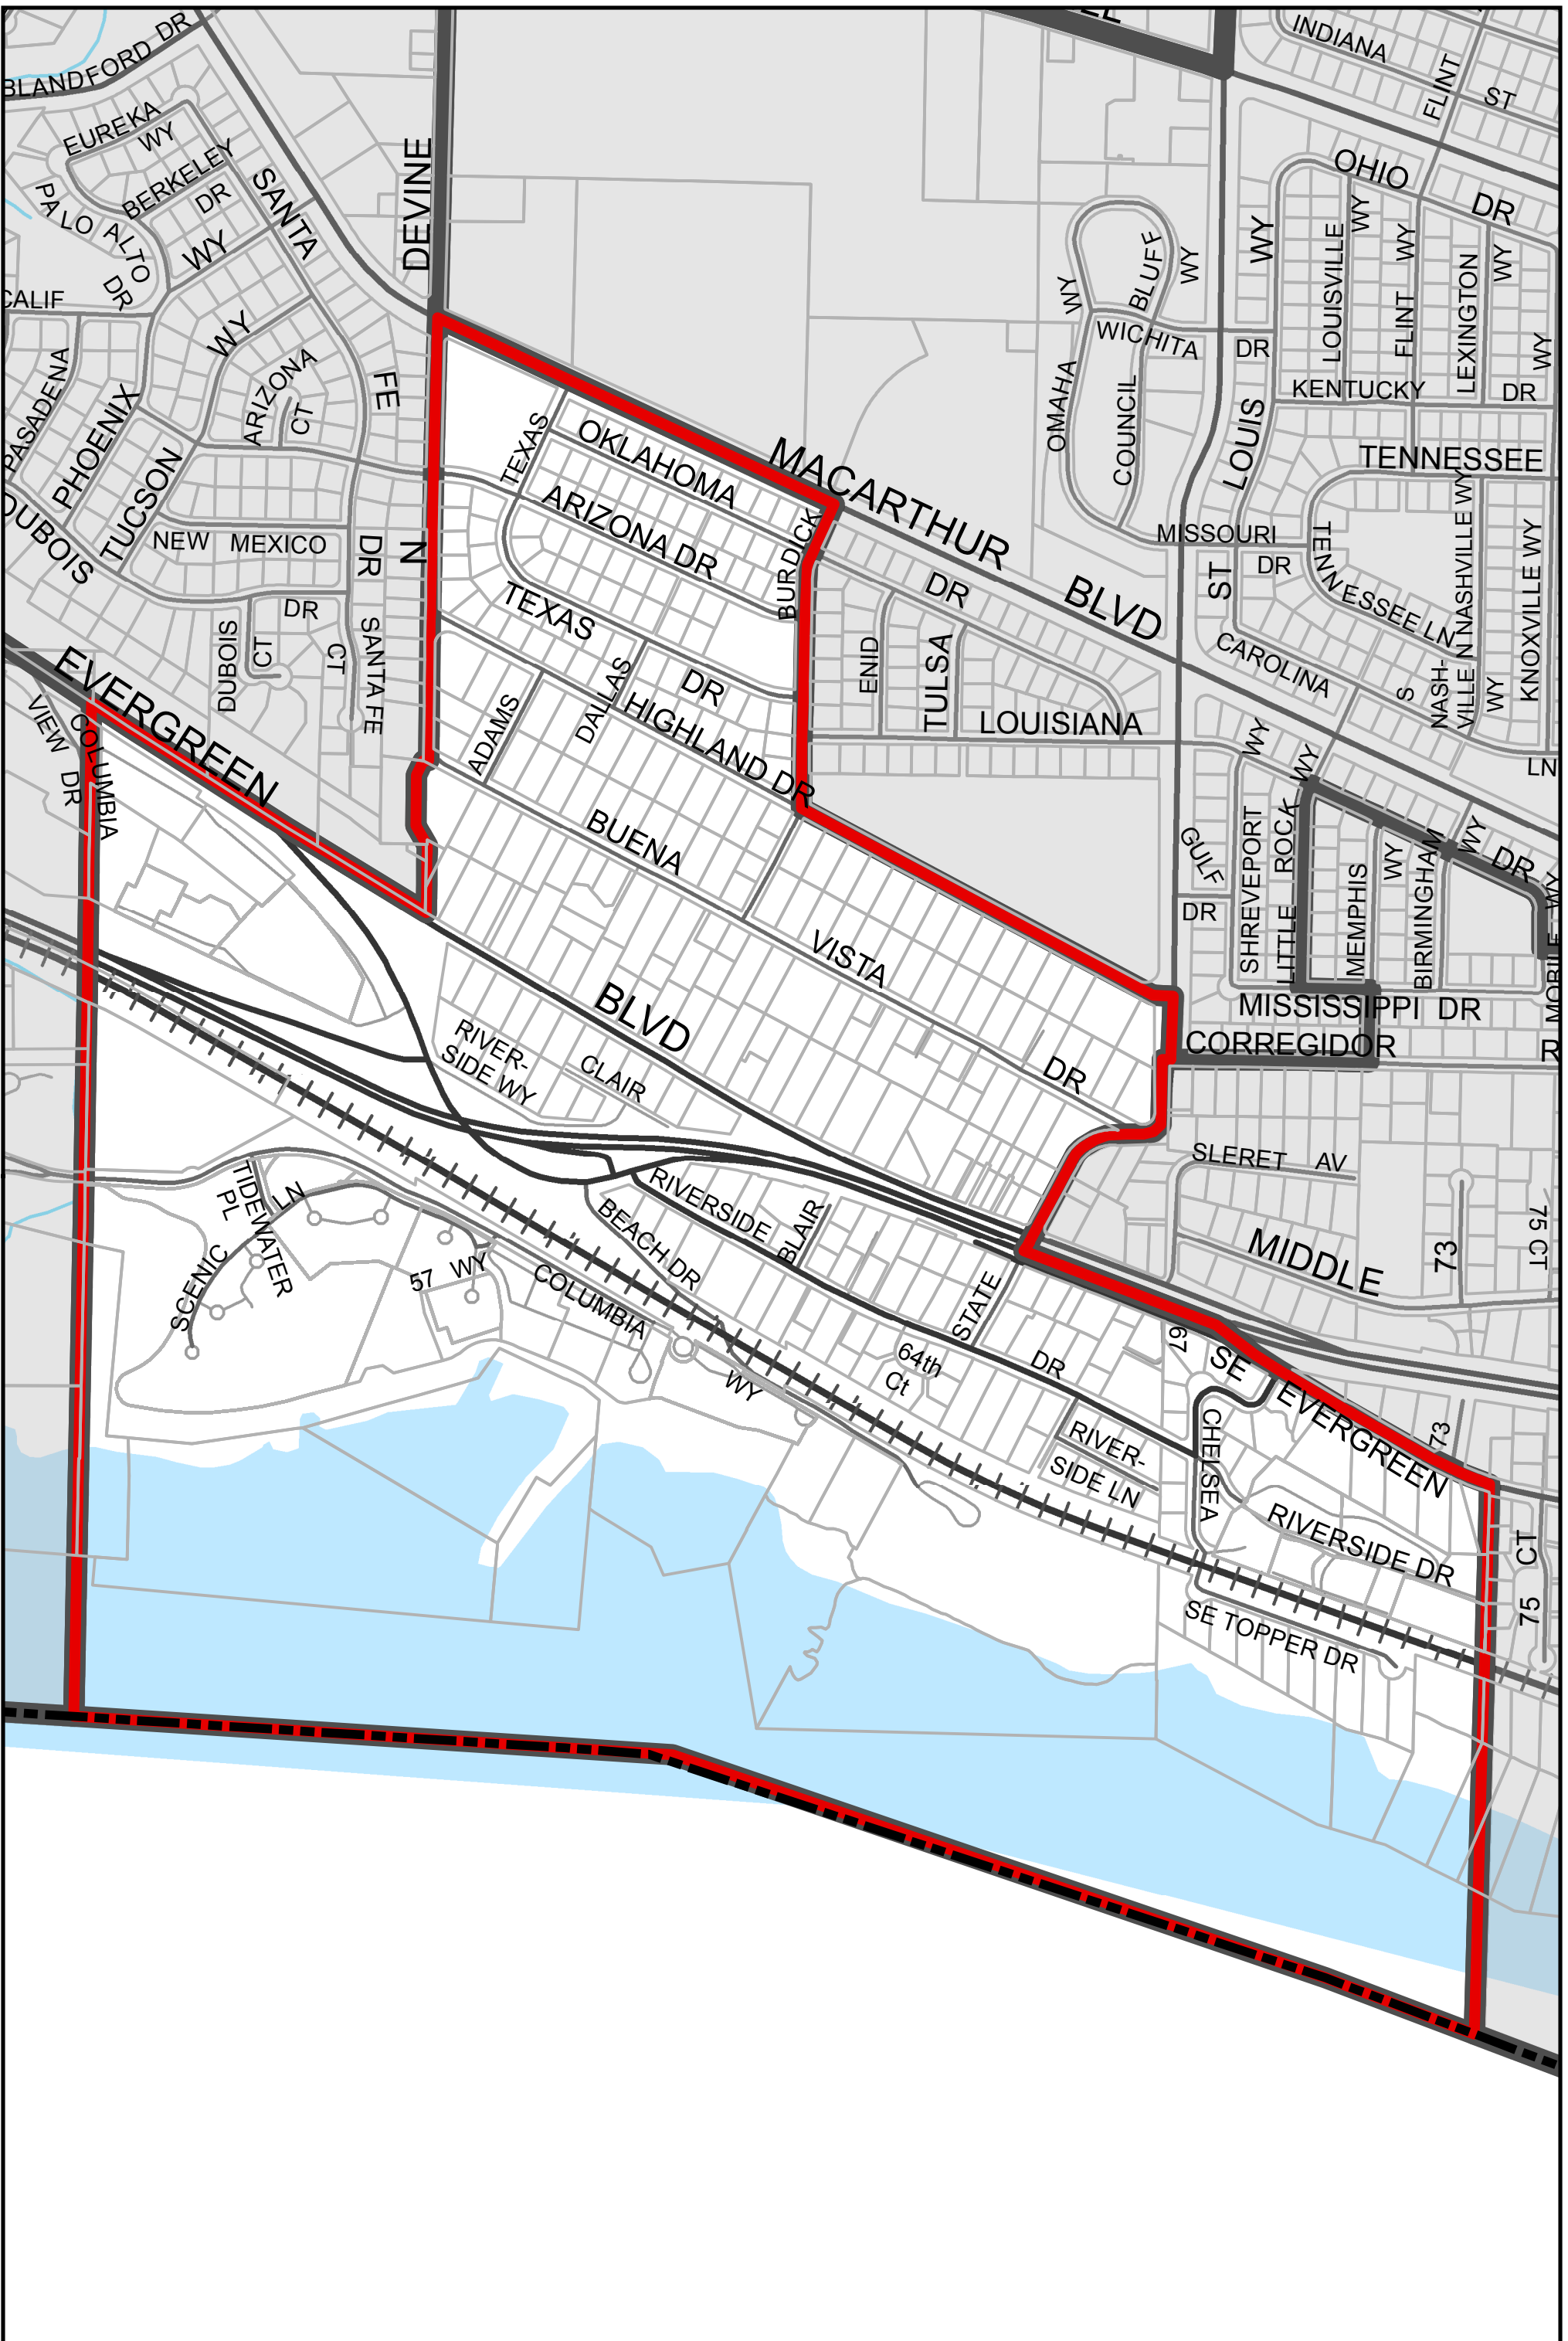 BLANDFORD DR
EUREKA
WY
BERKELEY
DR
PALO ALTO
DR
WY
SANTA
FE
DR
DEVINE
N
CALIF
PASADENA
PHOENIX
WY
TUCSON
ARIZONA
CT
NEW MEXICO
DUBOIS
DR
DUBOIS
CT
CT
SANTA FE
INDIANA
ST
FLINT
OHIO
DR
WY
LOUISVILLE
WY
FLINT
WY
LEXINGTON
WY
WY
BLUFF
WY
WY
WICHITA
DR
OMAHA
COUNCIL
LOUIS
ST
KENTUCKY
DR
TENNESSEE
MISSOURI
DR
TENNESSEE LN
N NASHVILLE WY
KNOXVILLE WY
CAROLINA
S
NASH-
VILLE
WY
LN
TEXAS
OKLAHOMA
ARIZONA DR
BURDICK
MACARTHUR
BLVD
DR
ENID
TULSA
LOUISIANA
TEXAS
DR
DALLAS
ADAMS
HIGHLAND DR
EVERGREEN
BLVD
VIEW
DR
COLUMBIA
BUENA
VISTA
DR
WY
WY
GULF
DR
SHREVEPORT
LITTLE ROCK
MEMPHIS
WY
BIRMINGHAM
WY
DR
MOBILE WY
MISSISSIPPI DR
CORREGIDOR
R
RIVER-
SIDE WY
CLAIR
SLERET AV
MIDDLE
73
75 CT
TIDEWATER
PL
LN
SCENIC
57 WY
RIVERSIDE
DR
BLAIR
BEACH DR
COLUMBIA
WY
STATE
64th
Ct
67
SE EVERGREEN
73
CHELSEA
RIVER-
SIDE LN
RIVERSIDE DR
SE TOPPER DR
75 CT